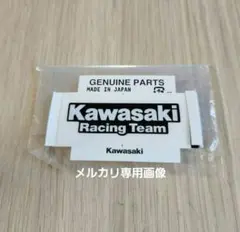 GENUINE PARTS
MADE IN JAPAN
Kawasaki
Racing Team
Kawasaki
メルカリ専用画像